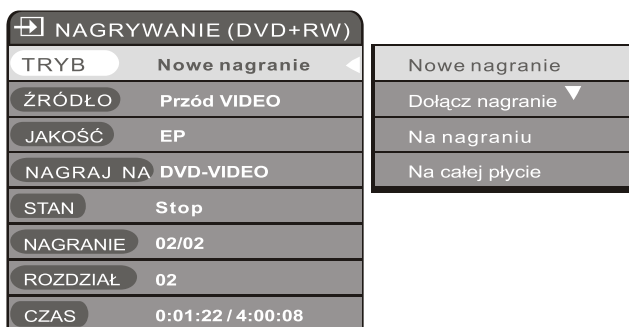 NAGRYWANIE (DVD+RW)
TRYB Nowe nagranie
ŹRÓDŁO Przód VIDEO
JAKOŚĆ EP
NAGRAJ NA DVD-VIDEO
STAN Stop
NAGRANIE 02/02
ROZDZIAŁ 02
CZAS 0:01:22 / 4:00:08
Nowe nagranie
Dołącz nagranie
Na nagraniu
Na całej płycie